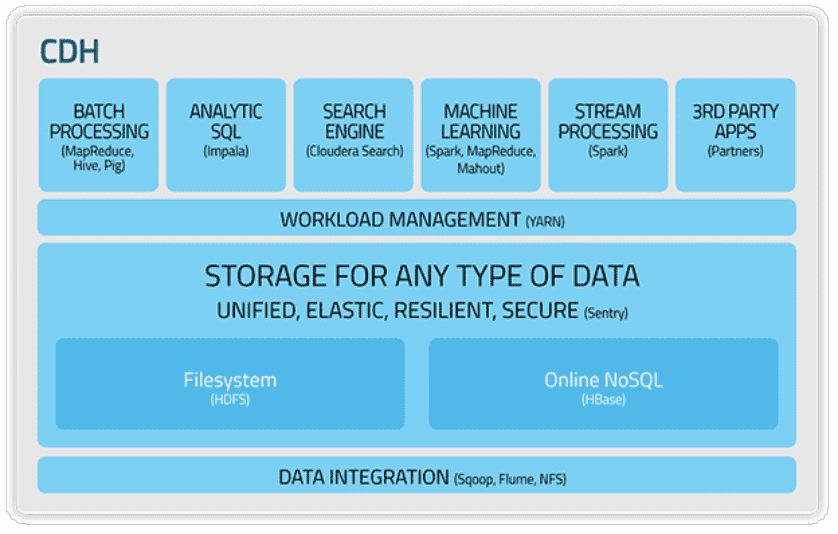 CDH
BATCH
PROCESSING
(MapReduce,
Hive, Pig)
ANALYTIC
SQL
(Impala)
SEARCH
ENGINE
(Cloudera Search)
MACHINE
LEARNING
(Spark, MapReduce,
Mahout)
STREAM
PROCESSING
(Spark)
3RD PARTY
APPS
(Partners)
WORKLOAD MANAGEMENT (YARN)
STORAGE FOR ANY TYPE OF DATA
UNIFIED, ELASTIC, RESILIENT, SECURE (Sentry)
Filesystem
(HDFS)
Online NoSQL
(HBase)
DATA INTEGRATION (Sqoop, Flume, NFS)